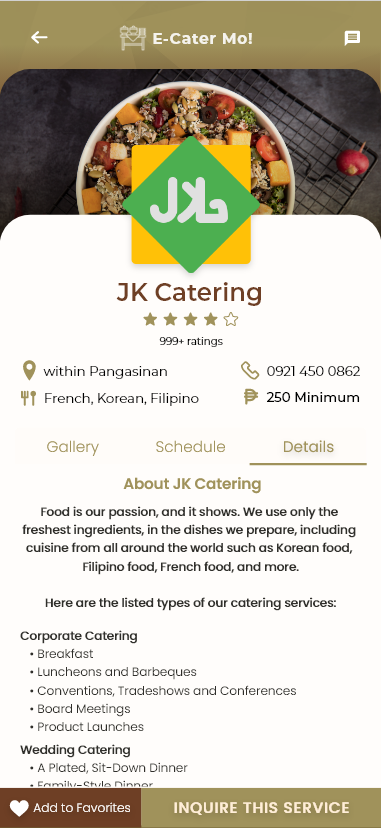 E-Cater Mo!
JK
JK Catering
999+ ratings
within Pangasinan
0921 450 0862
French, Korean, Filipino
₱ 250 Minimum
Gallery Schedule Details
About JK Catering
Food is our passion, and it shows. We use only the
freshest ingredients, in the dishes we prepare, including
cuisine from all around the world such as Korean food,
Filipino food, French food, and more.
Here are the listed types of our catering services:
Corporate Catering
• Breakfast
• Luncheons and Barbeques
• Conventions, Tradeshows and Conferences
• Board Meetings
• Product Launches
Wedding Catering
• A Plated, Sit-Down Dinner
• Family-Style Dinner
Add to Favorites
INQUIRE THIS SERVICE